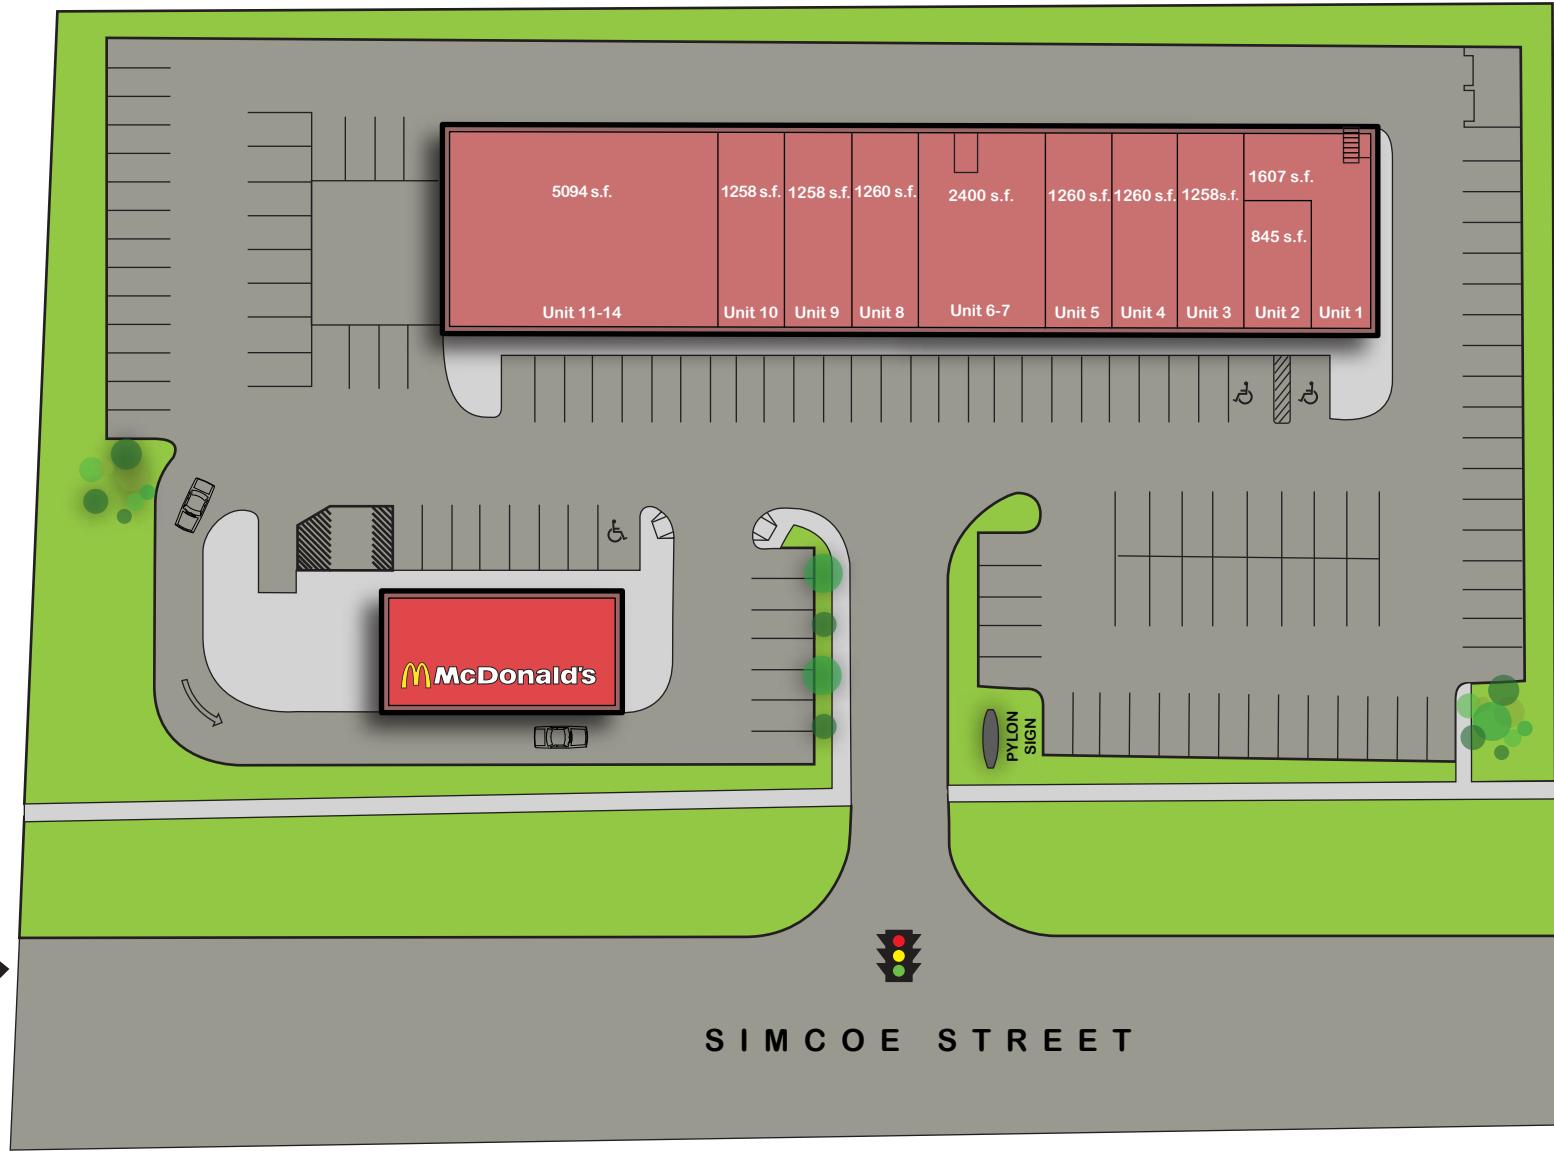 5094 s.f.
1258 s.f.
1258 s.f.
1260 s.f.
2400 s.f.
1260 s.f.
1260 s.f.
1258s.f.
1607 s.f.
845 s.f.
Unit 11-14
Unit 10
Unit 9
Unit 8
Unit 6-7
Unit 5
Unit 4
Unit 3
Unit 2
Unit 1
McDonald's
PYLON
SIGN
SIMCOE STREET